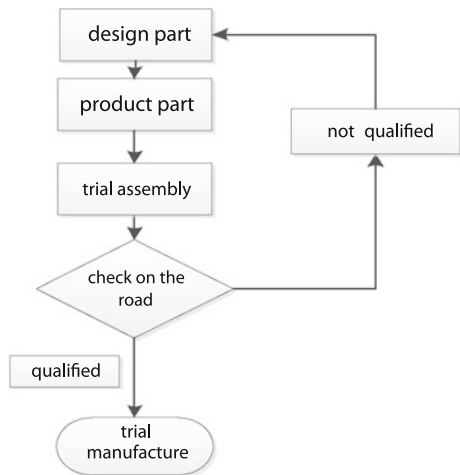 design part
product part
not qualified
trial assembly
check on the
road
qualified
trial
manufacture